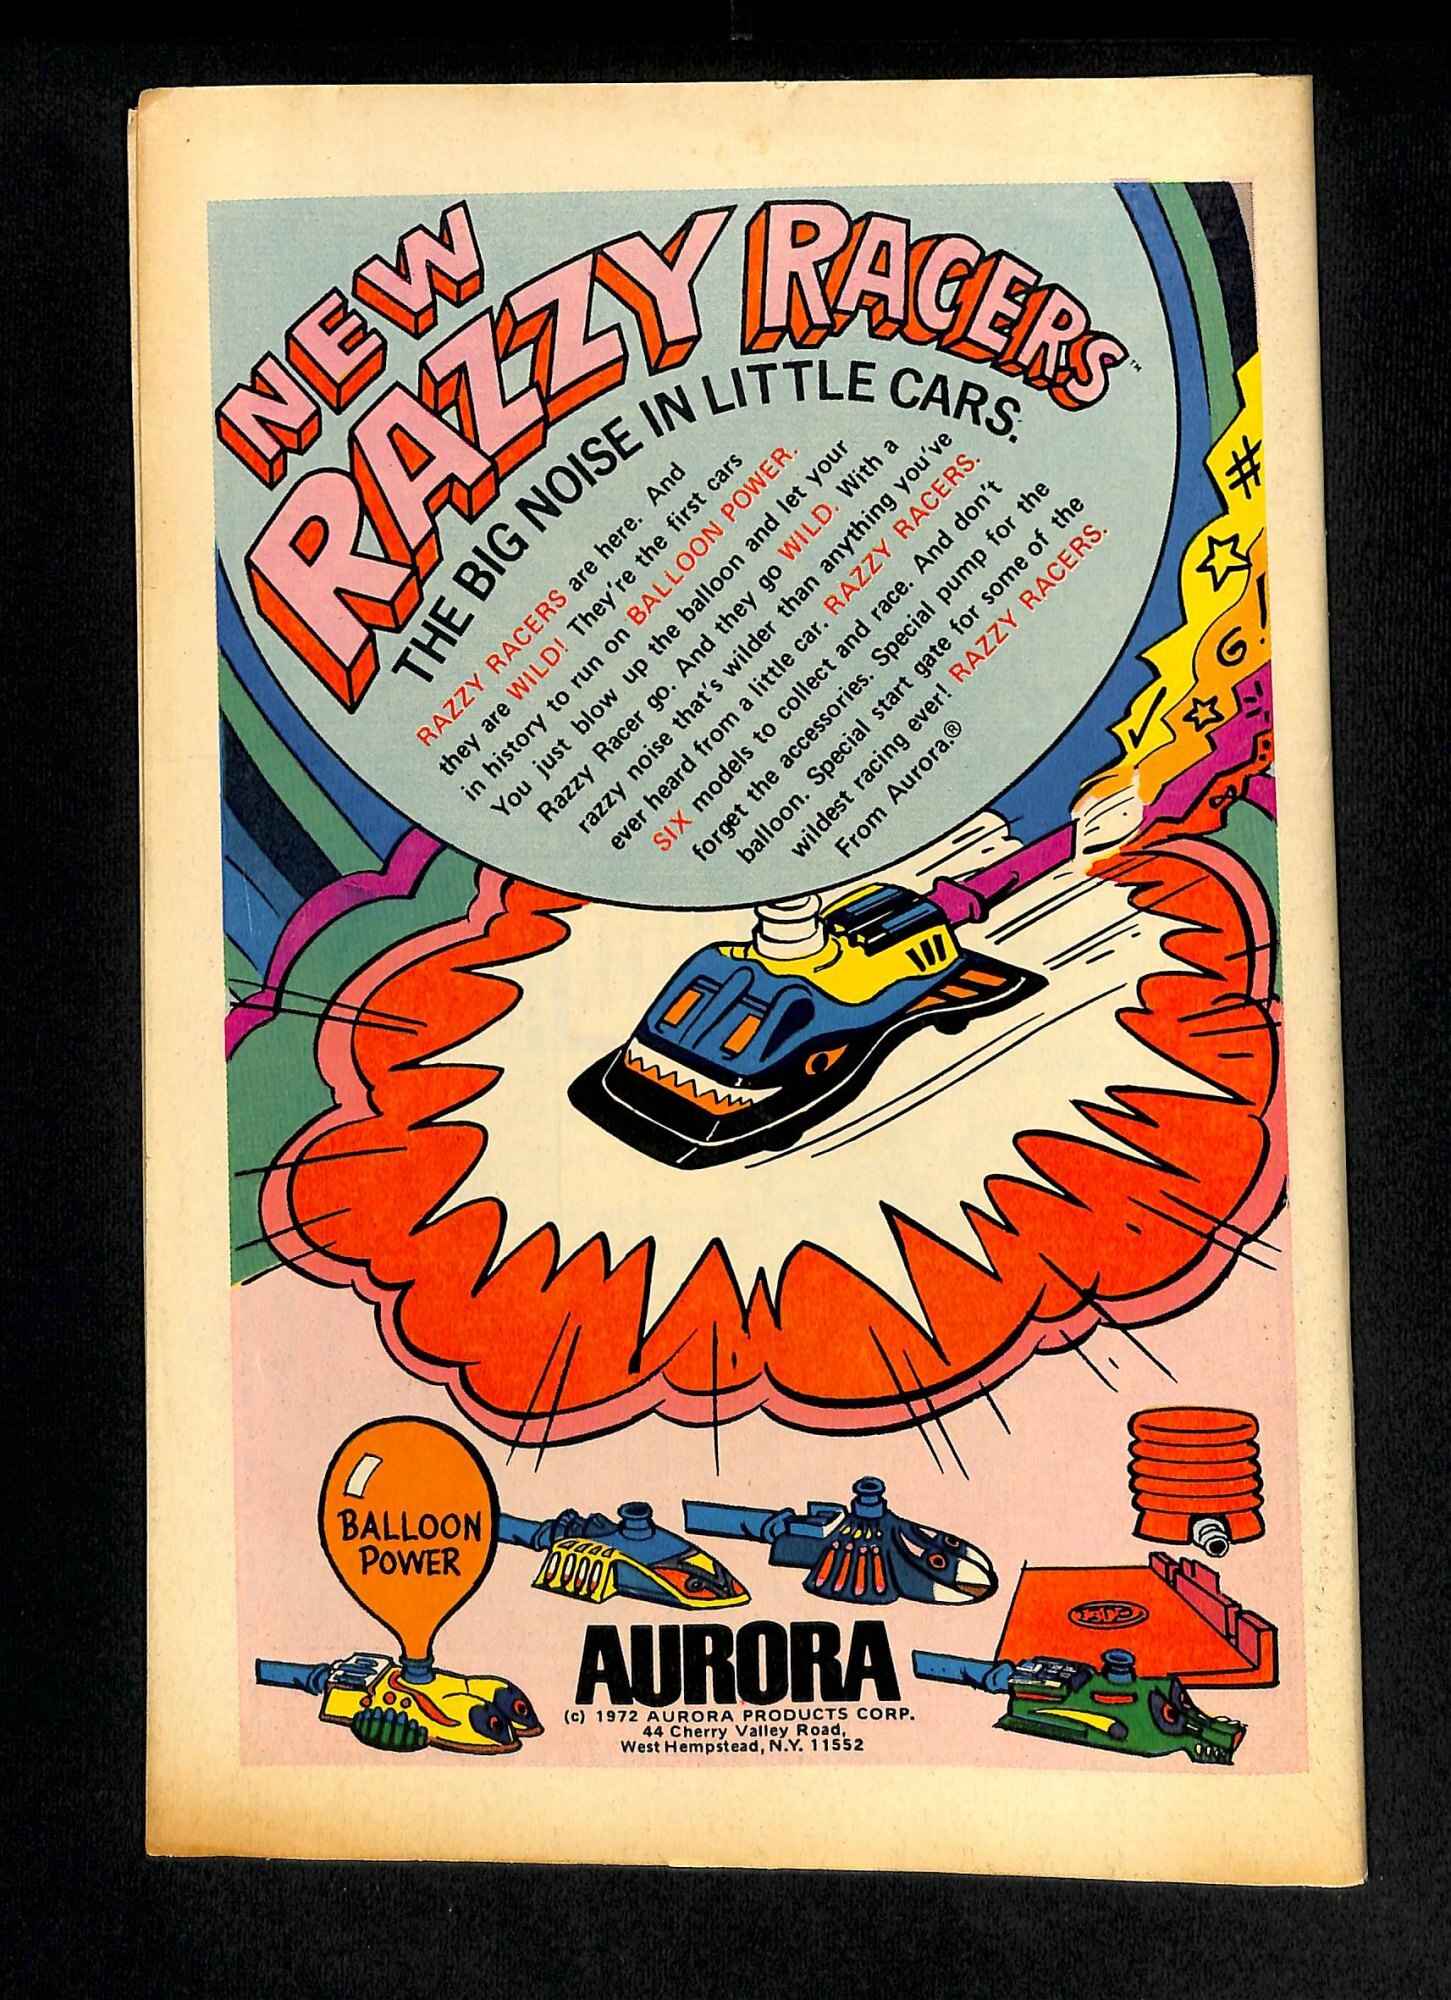 NEW
RAZZY RACERS™
THE BIG NOISE IN LITTLE CARS.
RAZZY RACERS are here. And
they are WILD! They're the first cars
in history to run on BALLOON POWER.
You just blow up the balloon and let your
Razzy Racer go. And they go WILD. With a
razzy noise that's wilder than anything you've
ever heard from a little car. RAZZY RACERS.
SIX models to collect and race. And don't
forget the accessories. Special pump for the
balloon. Special start gate for some of the
wildest racing ever! RAZZY RACERS.
From Aurora.®
#
G!
BALLOON
POWER
AURORA
(c) 1972 AURORA PRODUCTS CORP.
44 Cherry Valley Road,
West Hempstead, N.Y. 11552